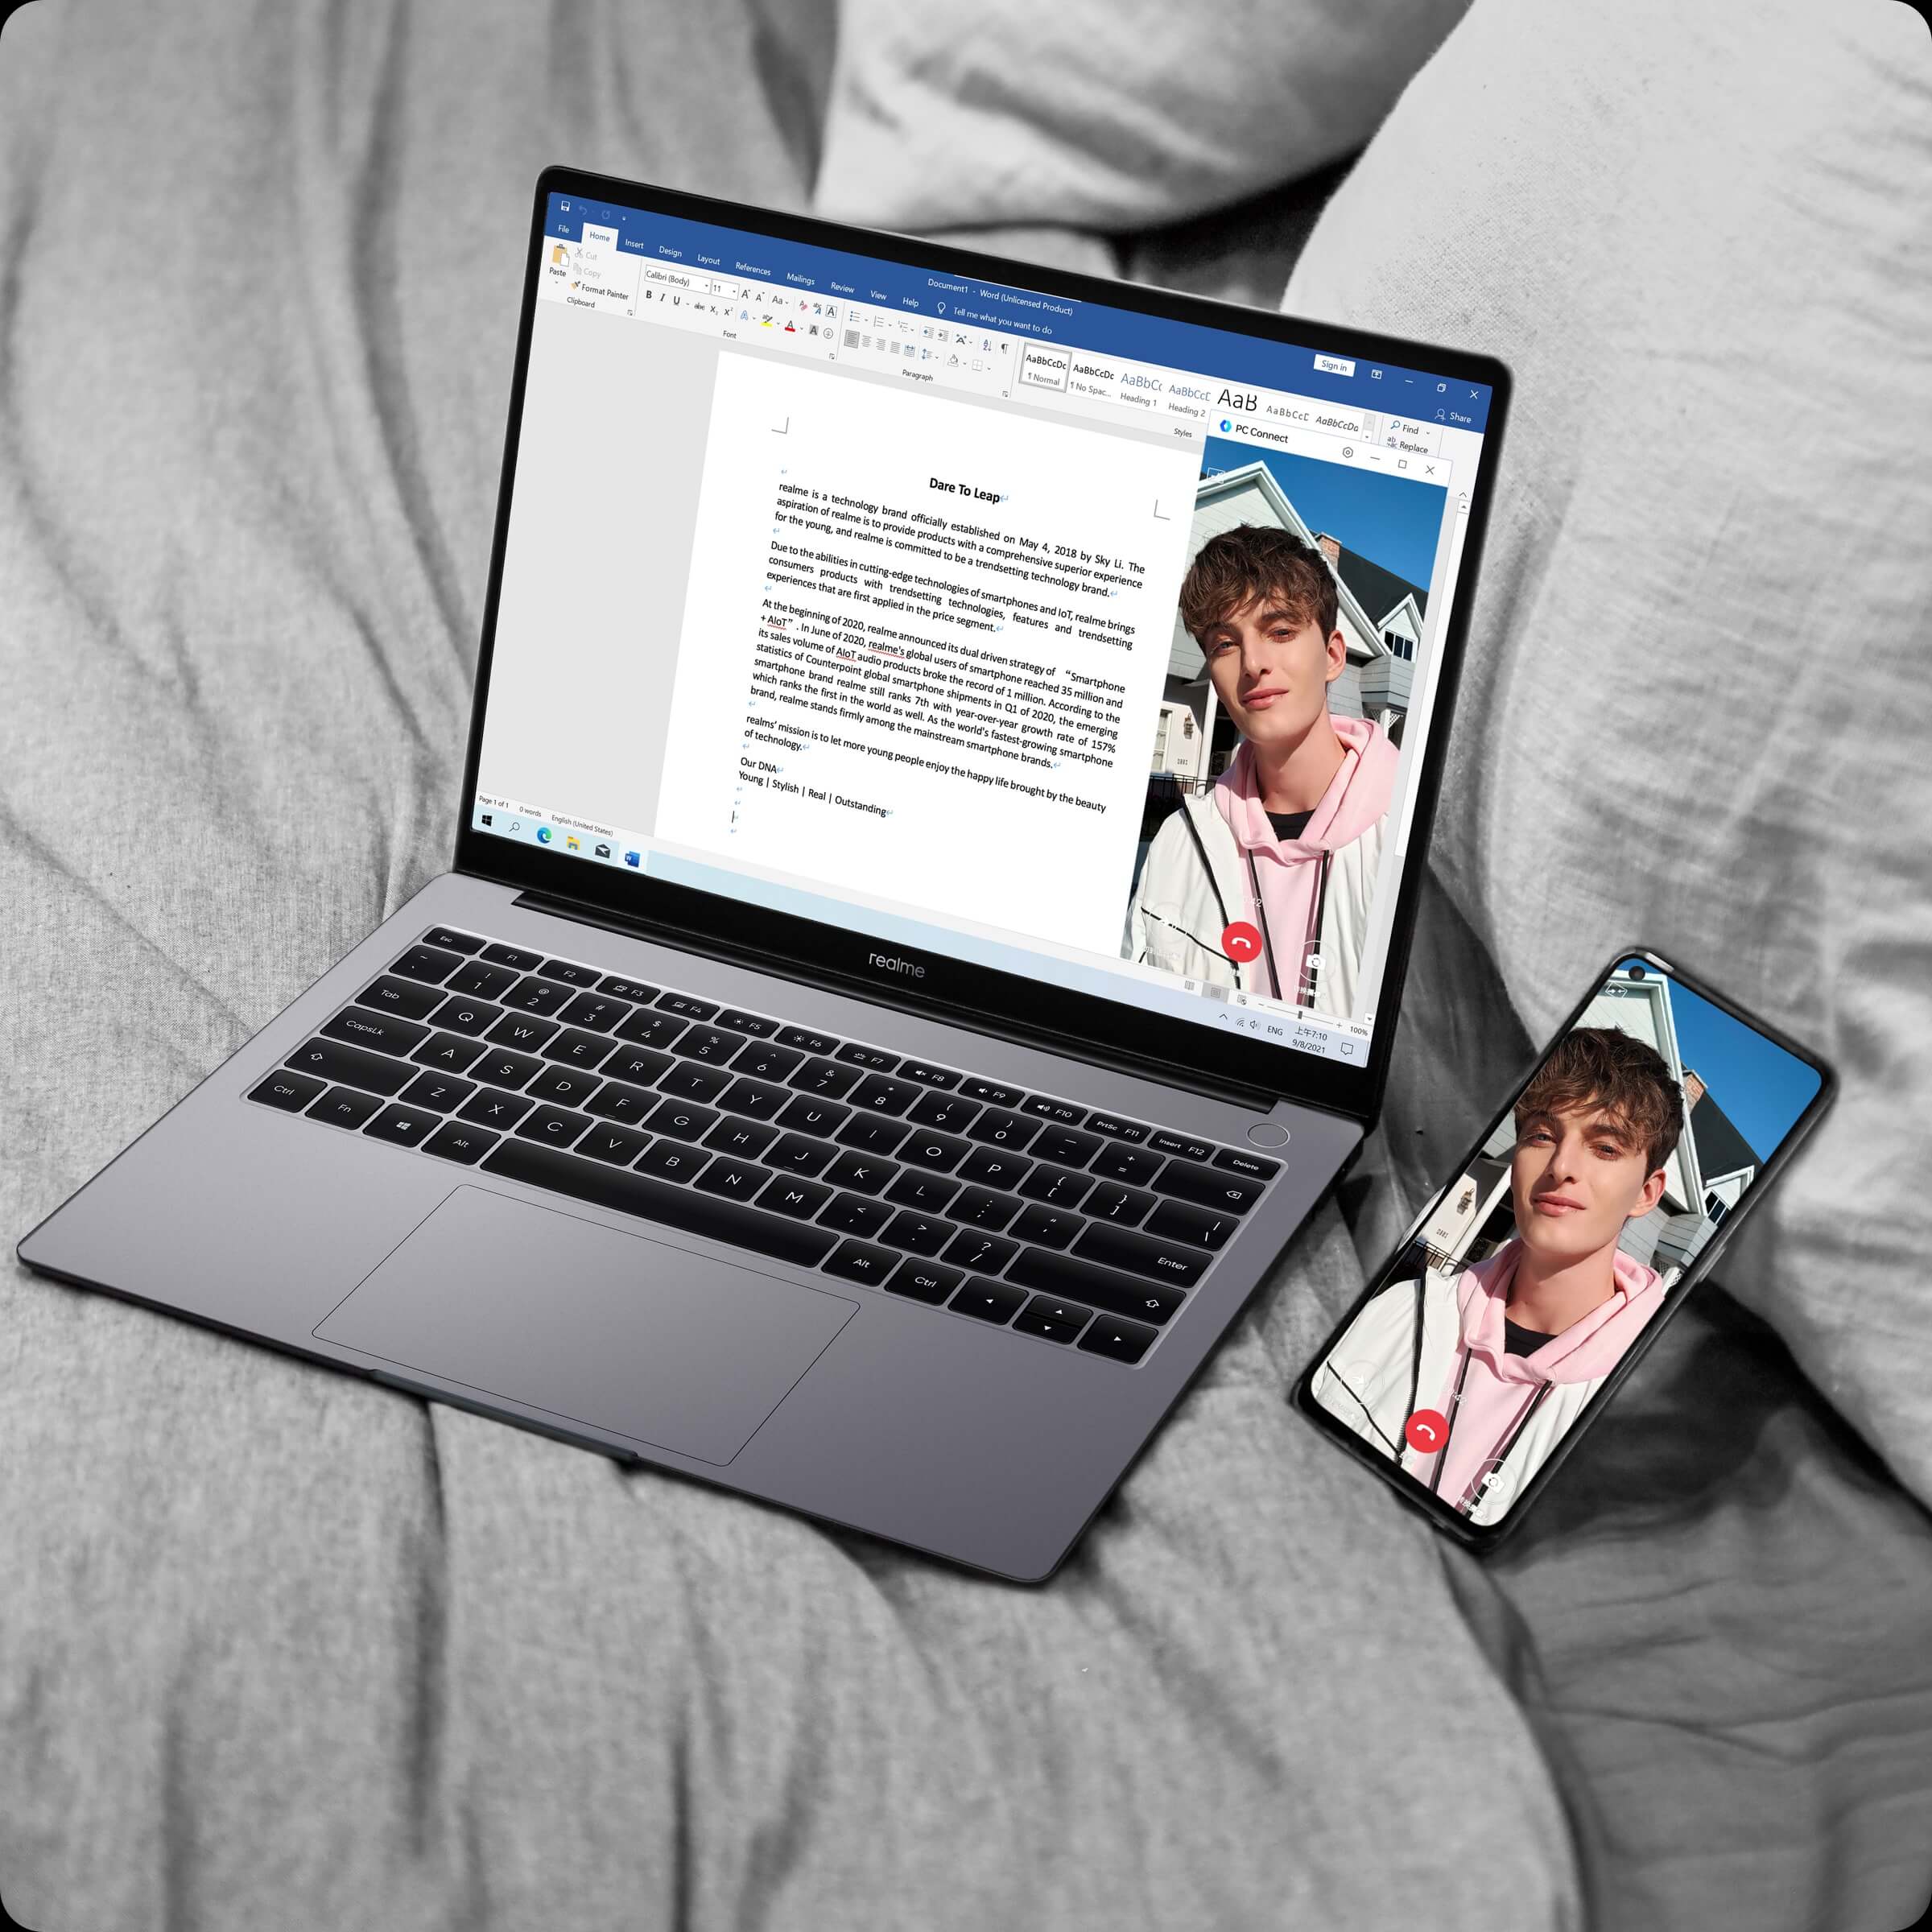 Document1 - Word (Unlicensed Product)
Sign in
File Home Insert Design Layout References Mailings Review View Help Tell me what you want to do
Share
Paste
Cut
Copy
Format Painter
Clipboard
Calibri (Body) 11
Font
Paragraph
AaBbCcDc AaBbCcDc AaBbCc AaBbCcC AaB AaBbCcD AaBbCcDa
¶ Normal ¶ No Spac... Heading 1 Heading 2
Styles
Find
Replace
PC Connect
Dare To Leap
realme is a technology brand officially established on May 4, 2018 by Sky Li. The
aspiration of realme is to provide products with a comprehensive superior experience
for the young, and realme is committed to be a trendsetting technology brand.
Due to the abilities in cutting-edge technologies of smartphones and IoT, realme brings
consumers products with trendsetting technologies, features and trendsetting
experiences that are first applied in the price segment.
At the beginning of 2020, realme announced its dual driven strategy of “Smartphone
+ AIoT” . In June of 2020, realme's global users of smartphone reached 35 million and
its sales volume of AIoT audio products broke the record of 1 million. According to the
statistics of Counterpoint global smartphone shipments in Q1 of 2020, the emerging
smartphone brand realme still ranks 7th with year-over-year growth rate of 157%
which ranks the first in the world as well. As the world's fastest-growing smartphone
brand, realme stands firmly among the mainstream smartphone brands.
realms' mission is to let more young people enjoy the happy life brought by the beauty
of technology.
Our DNA
Young | Stylish | Real | Outstanding
Page 1 of 1 0 words English (United States)
100%
ENG 上午7:10
9/8/2021
realme
Esc F1 F2 F3 F4 F5 F6 F7 F8 F9 F10 PrtSc F11 Insert F12 Delete
~ ! @ # $ % ^ & * ( ) — +
1 2 3 4 5 6 7 8 9 0 - =
Tab Q W E R T Y U I O P { [ } ] | \
CapsLk A S D F G H J K L : ; " ' Enter
Z X C V B N M < , > . ? /
Ctrl Fn Alt Alt Ctrl